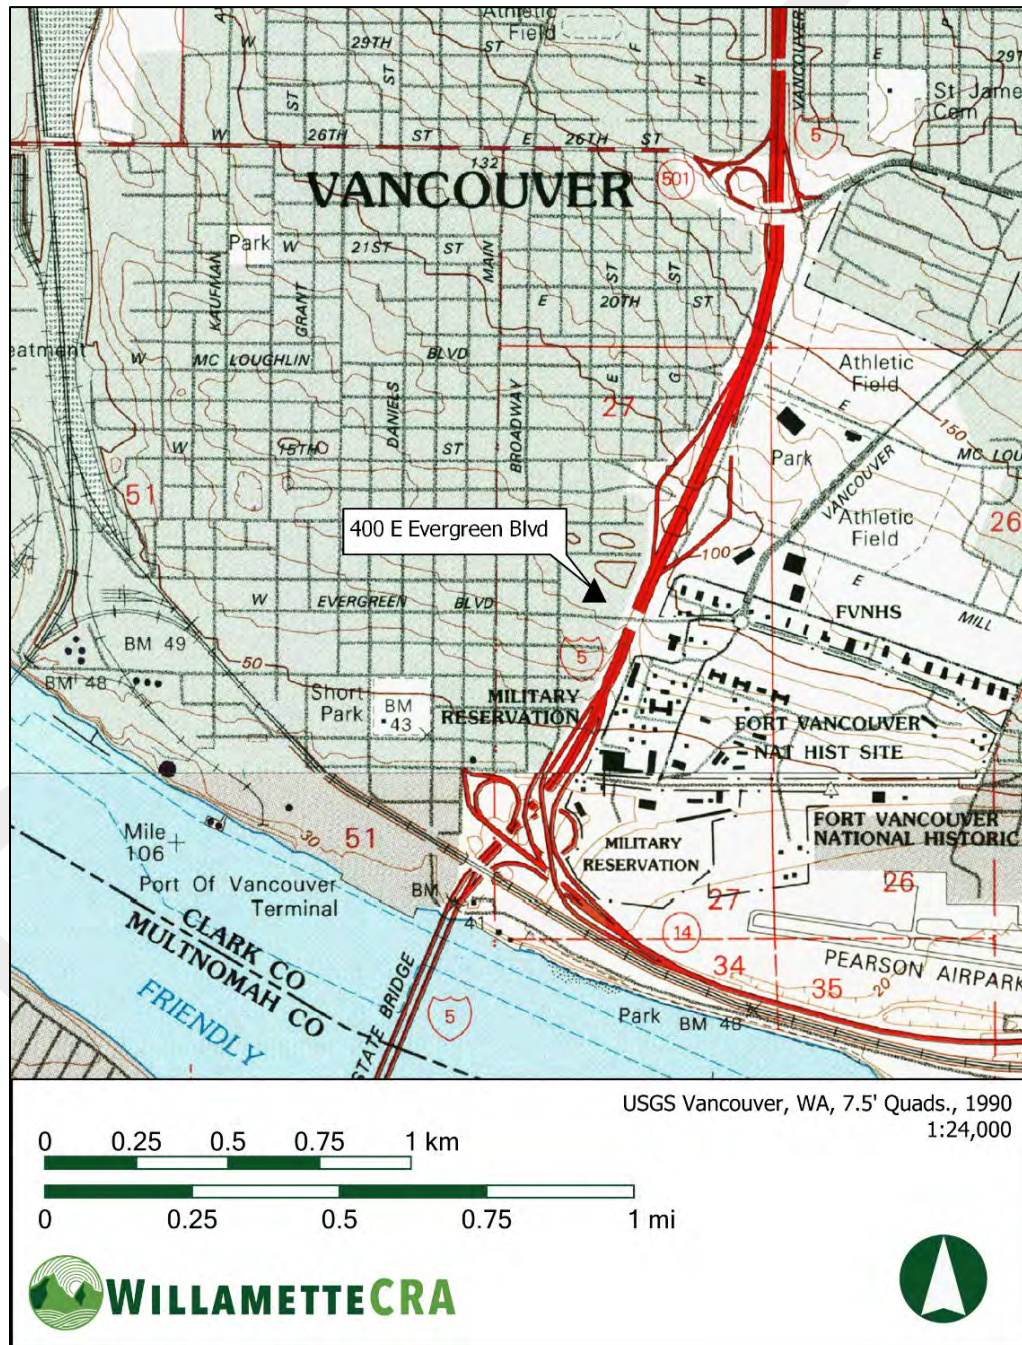 Athletic
Field
29TH
ST
W
ST
F
H
VANCOUVER
E
29T
P
St Jame
Cem
5
W
26TH
ST
E
26TH
ST
132
501
VANCOUVER
Park
W
21ST
ST
MAIN
ST
ST
KAUFMAN
GRANT
E
20TH
ST
eatment
W
MC LOUGHLIN
BLVD
DANIELS
BROADWAY
E
G
27
Athletic
Field
E
150
MC LOU
W
15TH
ST
Park
VANCOUVER
51
Athletic
Field
26
400 E Evergreen Blvd
100
E
MILL
FVNHS
W
EVERGREEN
BLVD
BM 49
50
5
BM 48
Short
Park
BM
43
MILITARY
RESERVATION
FORT VANCOUVER
NAT HIST SITE
Mile
106
30
51
MILITARY
RESERVATION
FORT VANCOUVER
NATIONAL HISTORIC
Port Of Vancouver
Terminal
BM
41
27
26
CLARK CO
MULTNOMAH CO
14
34
35
PEARSON AIRPARK
20
FRIENDLY
STATE BRIDGE
5
Park
BM 48
USGS Vancouver, WA, 7.5' Quads., 1990
1:24,000
0 0.25 0.5 0.75 1 km
0 0.25 0.5 0.75 1 mi
WILLAMETTECRA